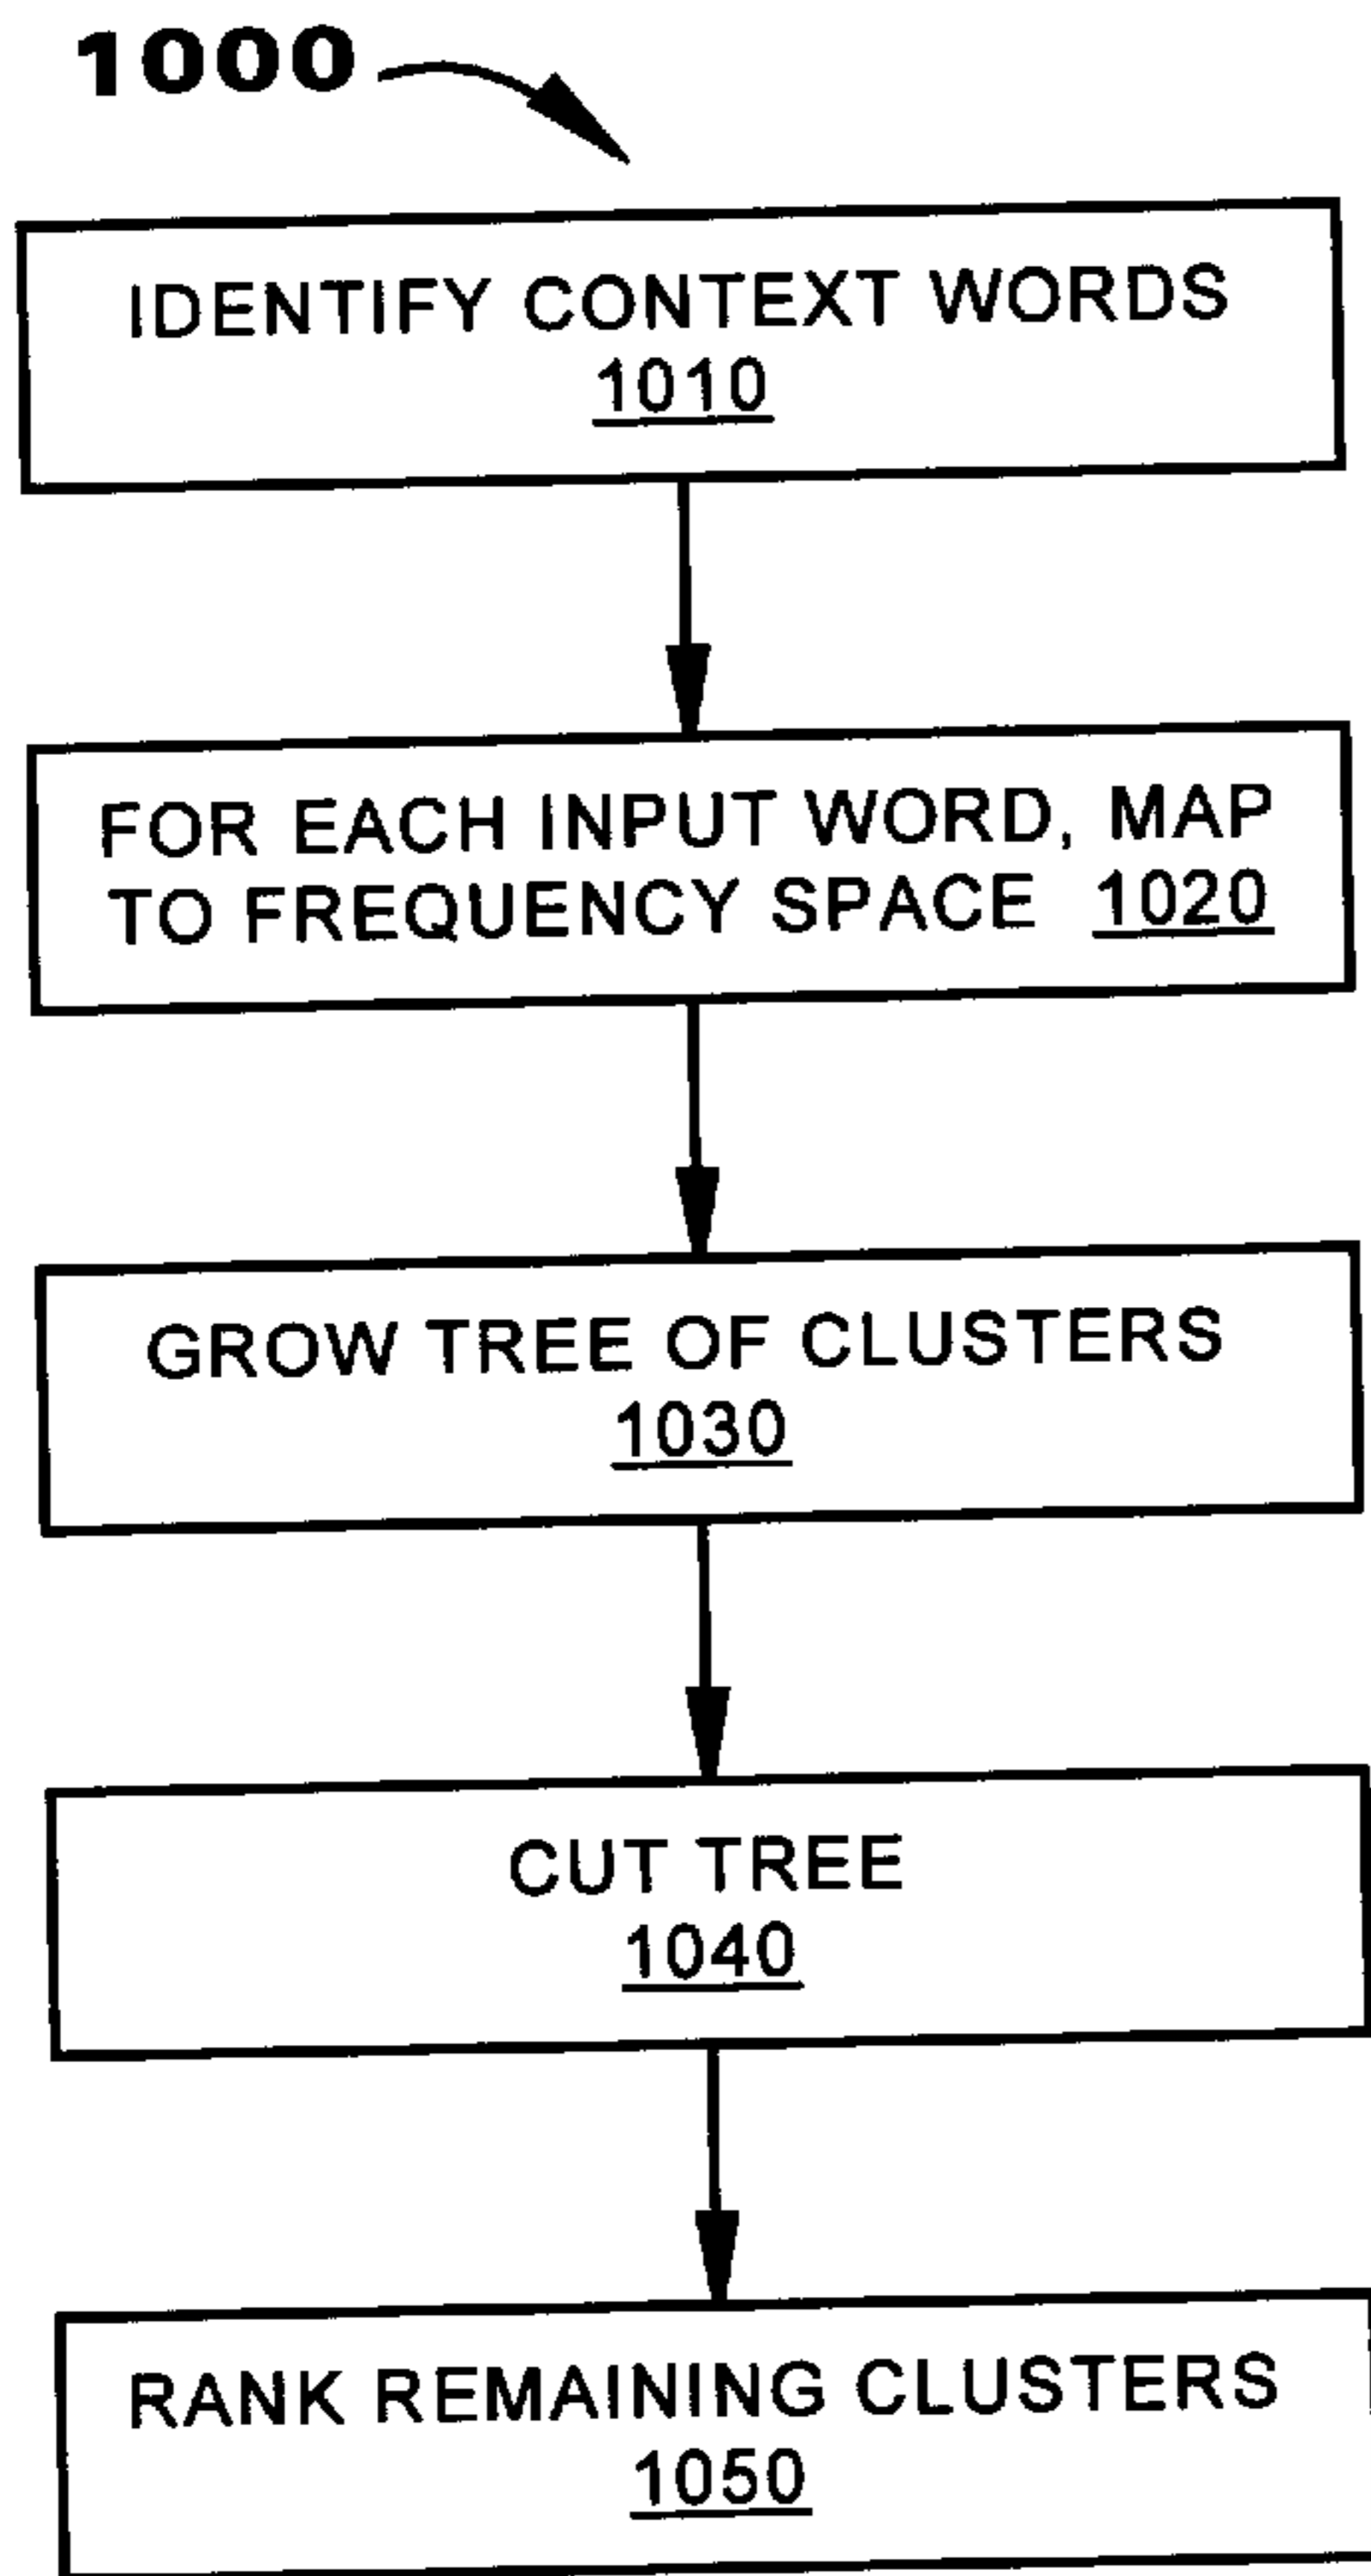 1000
IDENTIFY CONTEXT WORDS
1010
FOR EACH INPUT WORD, MAP
TO FREQUENCY SPACE 1020
GROW TREE OF CLUSTERS
1030
CUT TREE
1040
RANK REMAINING CLUSTERS
1050